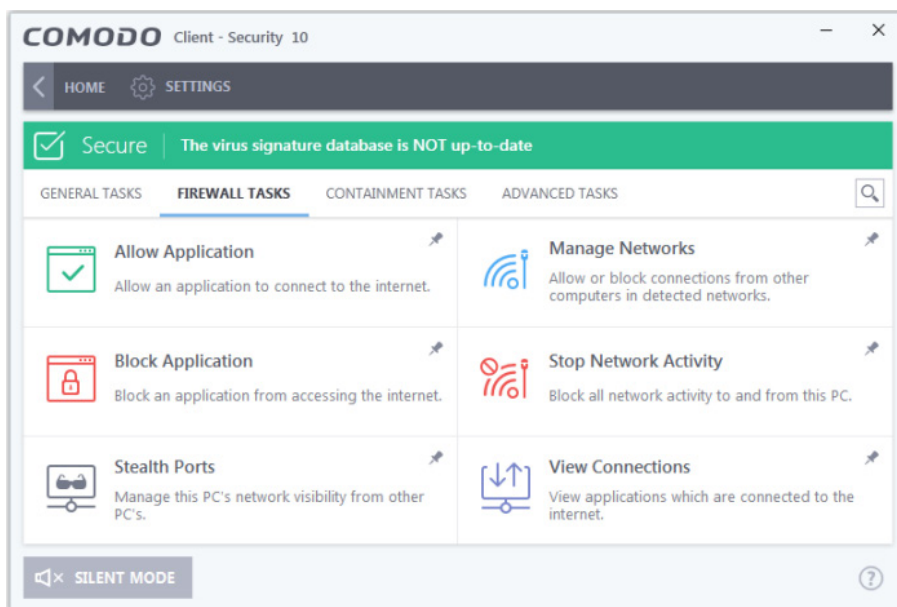 COMODO Client - Security 10
HOME SETTINGS
Secure The virus signature database is NOT up-to-date
GENERAL TASKS FIREWALL TASKS CONTAINMENT TASKS ADVANCED TASKS
Allow Application
Allow an application to connect to the internet.
Manage Networks
Allow or block connections from other
computers in detected networks.
Block Application
Block an application from accessing the internet.
Stop Network Activity
Block all network activity to and from this PC.
Stealth Ports
Manage this PC's network visibility from other
PC's.
View Connections
View applications which are connected to the
internet.
SILENT MODE
?